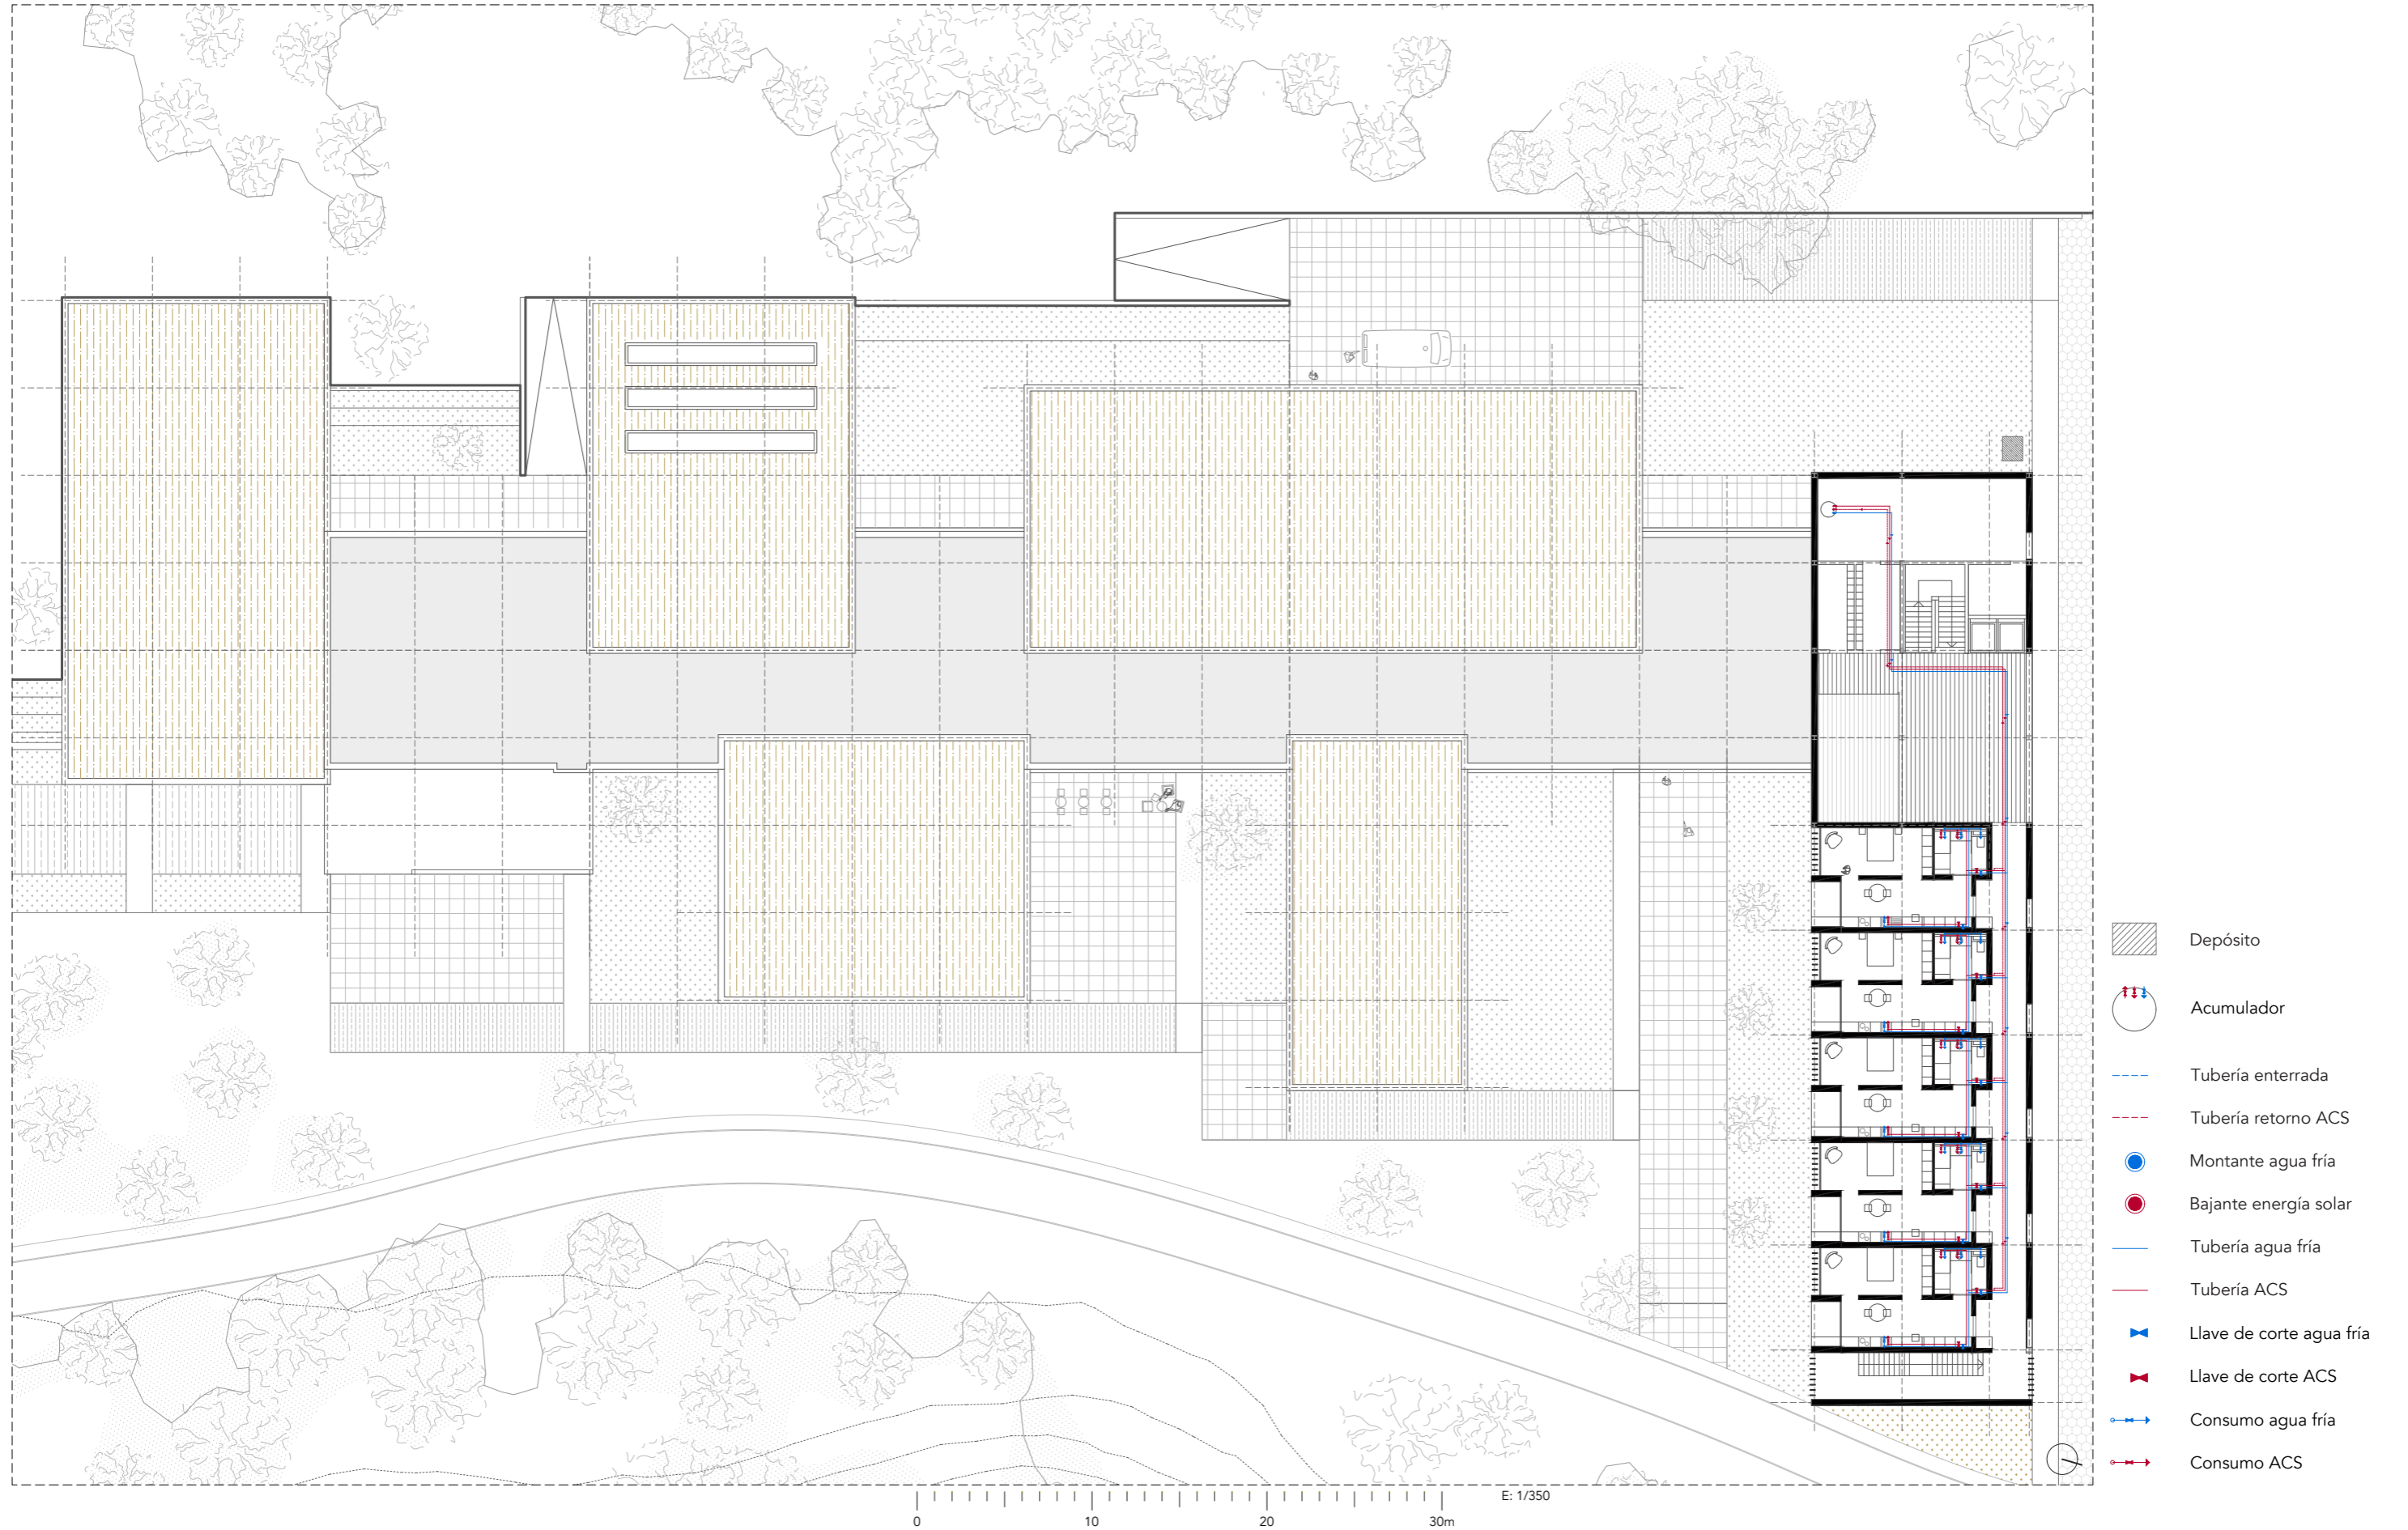 Depósito
Acumulador
Tubería enterrada
Tubería retorno ACS
Montante agua fría
Bajante energía solar
Tubería agua fría
Tubería ACS
Llave de corte agua fría
Llave de corte ACS
Consumo agua fría
Consumo ACS
E: 1/350
0 10 20 30m